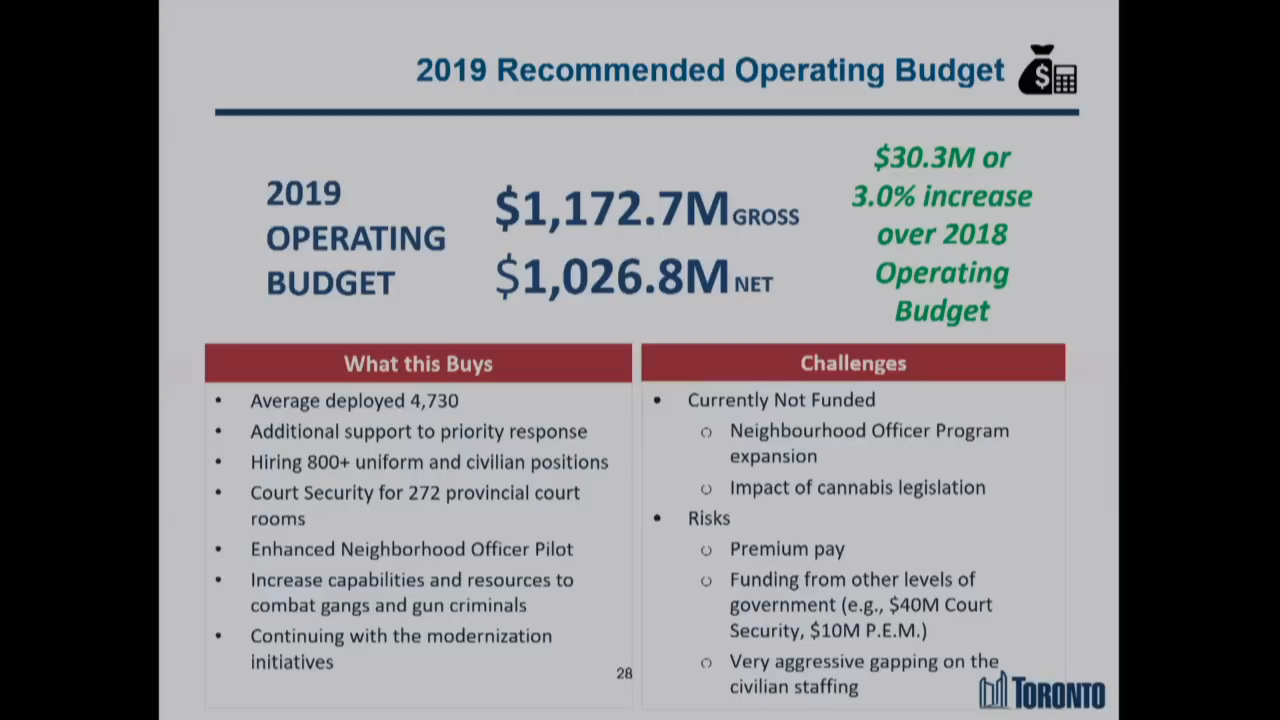 2019 Recommended Operating Budget
$
2019
OPERATING
BUDGET
$1,172.7M GROSS
$1,026.8M NET
$30.3M or
3.0% increase
over 2018
Operating
Budget
What this Buys
• Average deployed 4,730
• Additional support to priority response
• Hiring 800+ uniform and civilian positions
• Court Security for 272 provincial court
rooms
• Enhanced Neighborhood Officer Pilot
• Increase capabilities and resources to
combat gangs and gun criminals
• Continuing with the modernization
initiatives
Challenges
• Currently Not Funded
○ Neighbourhood Officer Program
expansion
○ Impact of cannabis legislation
• Risks
○ Premium pay
○ Funding from other levels of
government (e.g., $40M Court
Security, $10M P.E.M.)
○ Very aggressive gapping on the
civilian staffing
28
TORONTO